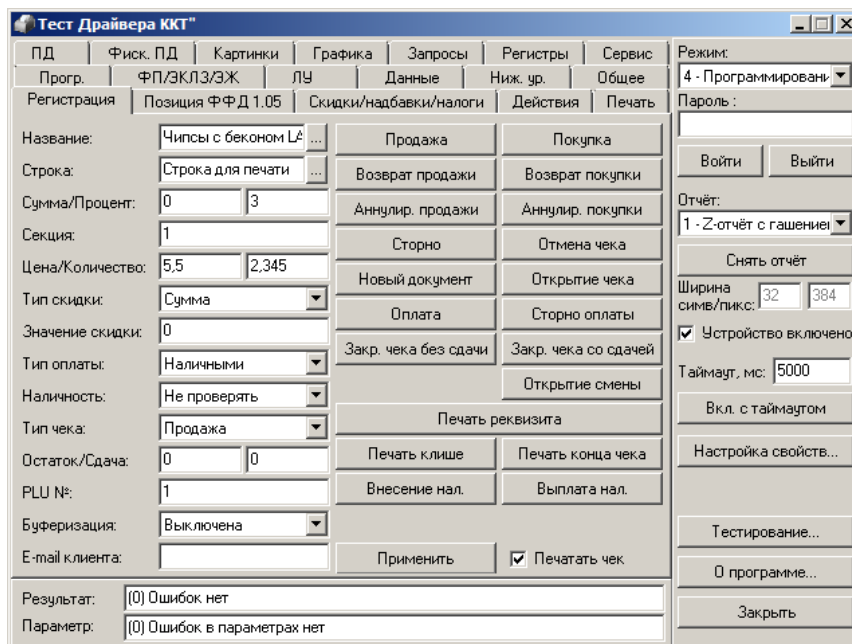 Тест Драйвера ККТ"
ПД Фиск. ПД Картинки Графика Запросы Регистры Сервис
Прогр. ФП/ЭКЛЗ/ЭЖ ЛУ Данные Ниж. ур. Общее
Регистрация Позиция ФФД 1.05 Скидки/надбавки/налоги Действия Печать
Название: Чипсы с беконом LA ...
Строка: Строка для печати ...
Сумма/Процент: 0 3
Секция: 1
Цена/Количество: 5,5 2,345
Тип скидки: Сумма
Значение скидки: 0
Тип оплаты: Наличными
Наличность: Не проверять
Тип чека: Продажа
Остаток/Сдача: 0 0
PLU №: 1
Буферизация: Выключена
E-mail клиента:
Продажа Покупка
Возврат продажи Возврат покупки
Аннулир. продажи Аннулир. покупки
Сторно Отмена чека
Новый документ Открытие чека
Оплата Сторно оплаты
Закр. чека без сдачи Закр. чека со сдачей
Открытие смены
Печать реквизита
Печать клише Печать конца чека
Внесение нал. Выплата нал.
Применить Печатать чек
Режим:
4 - Программировани
Пароль :
Войти Выйти
Отчёт:
1 - Z-отчёт с гашением
Снять отчёт
Ширина
симв/пикс: 32 384
Устройство включено
Таймаут, мс: 5000
Вкл. с таймаутом
Настройка свойств...
Тестирование...
О программе...
Закрыть
Результат: (0) Ошибок нет
Параметр: (0) Ошибок в параметрах нет